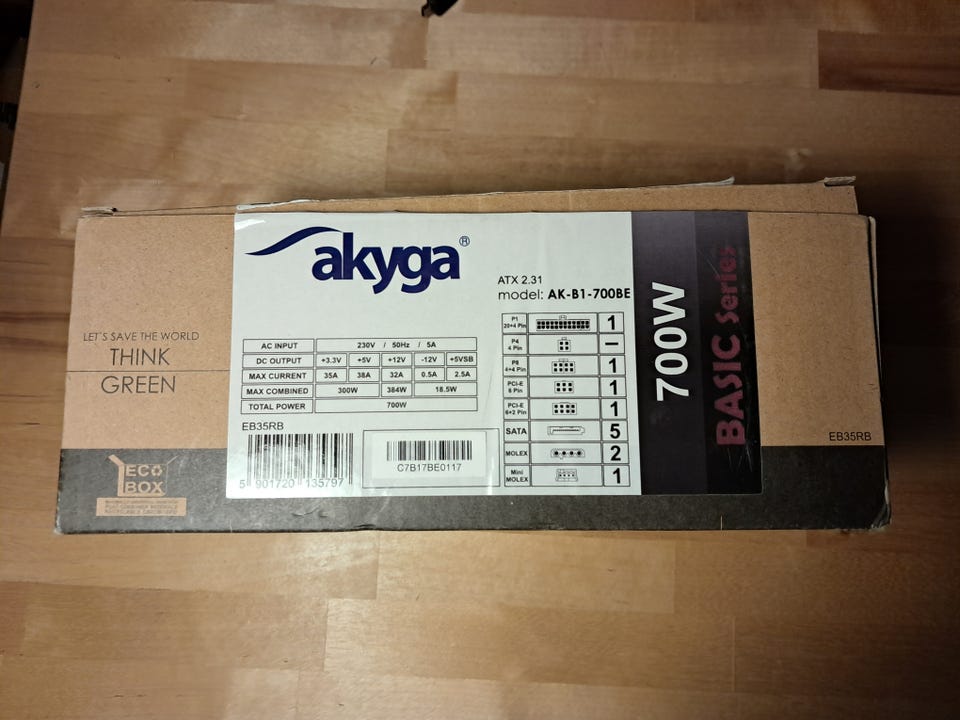 akyga®
ATX 2.31
model: AK-B1-700BE
LET'S SAVE THE WORLD
THINK
GREEN
AC INPUT 230V / 50Hz / 5A
DC OUTPUT +3.3V +5V +12V -12V +5VSB
MAX CURRENT 35A 38A 32A 0.5A 2.5A
MAX COMBINED 300W 384W 18.5W
TOTAL POWER 700W
EB35RB
5 901720 135797
C7B17BE0117
P1
20+4 Pin 1
P4
4 Pin –
P8
4+4 Pin 1
PCI-E
6 Pin 1
PCI-E
6+2 Pin 1
SATA 5
MOLEX 2
Mini
MOLEX 1
700W
BASIC Series
EB35RB
ECO
BOX